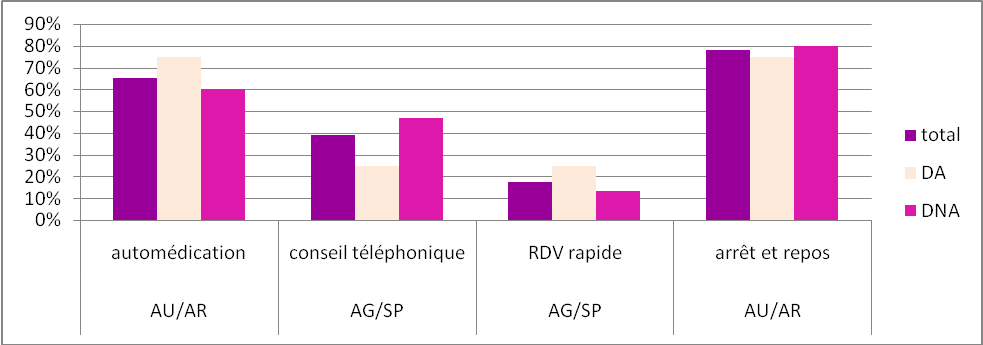 90%
80%
70%
60%
50%
40%
30%
20%
10%
0%
automédication
conseil téléphonique
RDV rapide
arrêt et repos
AU/AR
AG/SP
AG/SP
AU/AR
total
DA
DNA